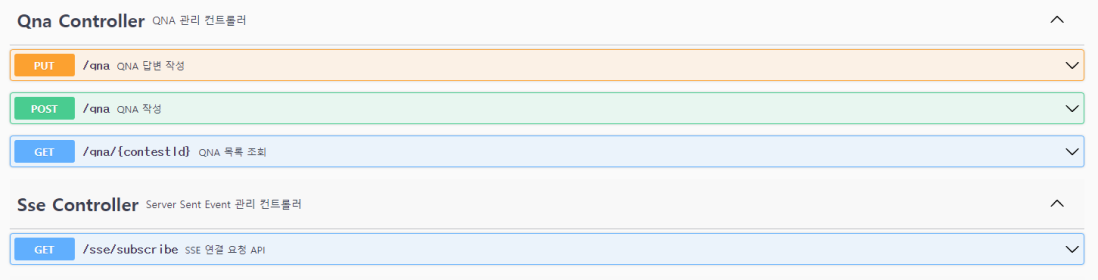 Qna Controller QNA 관리 컨트롤러
PUT /qna QNA 답변 작성
POST /qna QNA 작성
GET /qna/{contestId} QNA 목록 조회
Sse Controller Server Sent Event 관리 컨트롤러
GET /sse/subscribe SSE 연결 요청 API